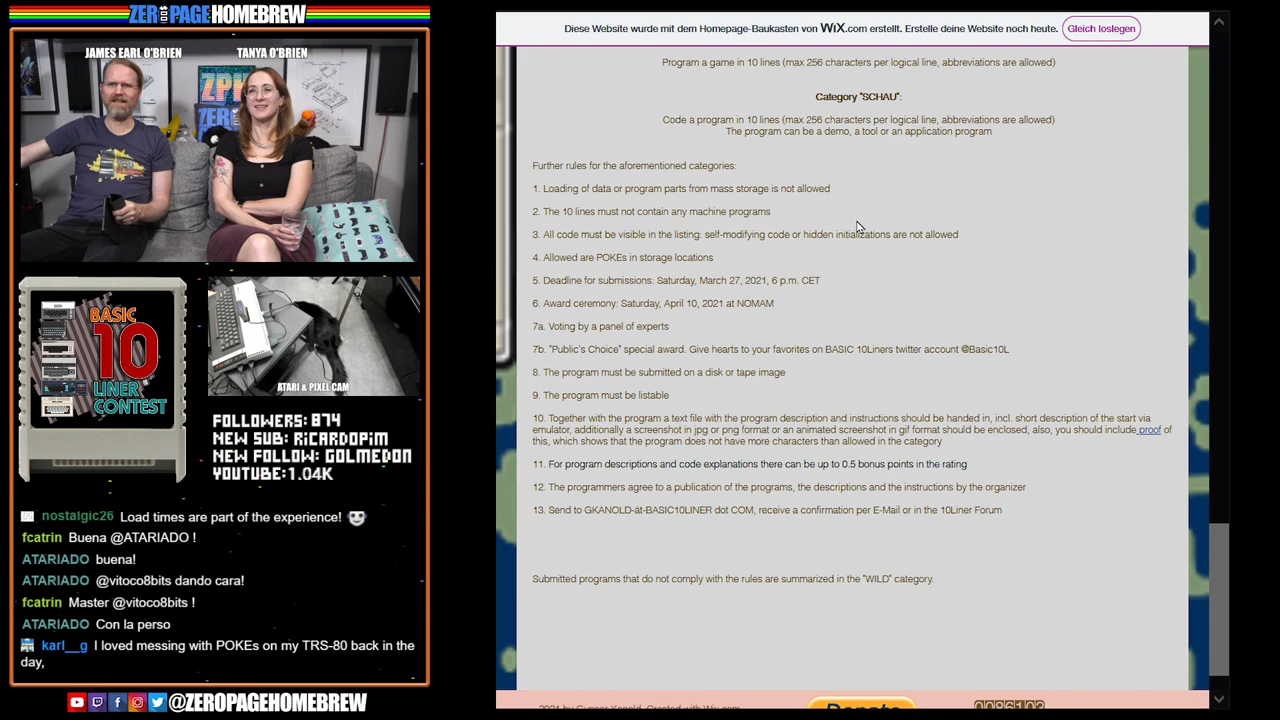 ZEROPAGEHOMEBREW
JAMES EARL O'BRIEN
TANYA O'BRIEN
BASIC
10
LINER
CONTEST
ATARI & PIXEL CAM
FOLLOWERS: 874
NEW SUB: RICARDOPIM
NEW FOLLOW: GOLMEDON
YOUTUBE: 1.04K
nostalgic26 Load times are part of the experience!
fcatrin Buena @ATARIADO !
ATARIADO buena!
ATARIADO @vitoco8bits dando cara!
fcatrin Master @vitoco8bits !
ATARIADO Con la perso
karl__g I loved messing with POKEs on my TRS-80 back in the
day,
@ZEROPAGEHOMEBREW
Diese Website wurde mit dem Homepage-Baukasten von WiX.com erstellt. Erstelle deine Website noch heute. Gleich loslegen
Program a game in 10 lines (max 256 characters per logical line, abbreviations are allowed)
Category "SCHAU":
Code a program in 10 lines (max 256 characters per logical line, abbreviations are allowed)
The program can be a demo, a tool or an application program
Further rules for the aforementioned categories:
1. Loading of data or program parts from mass storage is not allowed
2. The 10 lines must not contain any machine programs
3. All code must be visible in the listing: self-modifying code or hidden initializations are not allowed
4. Allowed are POKEs in storage locations
5. Deadline for submissions: Saturday, March 27, 2021, 6 p.m. CET
6. Award ceremony: Saturday, April 10, 2021 at NOMAM
7a. Voting by a panel of experts
7b. "Public's Choice" special award. Give hearts to your favorites on BASIC 10Liners twitter account @Basic10L
8. The program must be submitted on a disk or tape image
9. The program must be listable
10. Together with the program a text file with the program description and instructions should be handed in, incl. short description of the start via
emulator, additionally a screenshot in jpg or png format or an animated screenshot in gif format should be enclosed, also, you should include proof of
this, which shows that the program does not have more characters than allowed in the category
11. For program descriptions and code explanations there can be up to 0.5 bonus points in the rating
12. The programmers agree to a publication of the programs, the descriptions and the instructions by the organizer
13. Send to GKANOLD-at-BASIC10LINER dot COM, receive a confirmation per E-Mail or in the 10Liner Forum
Submitted programs that do not comply with the rules are summarized in the "WILD" category.
Donate